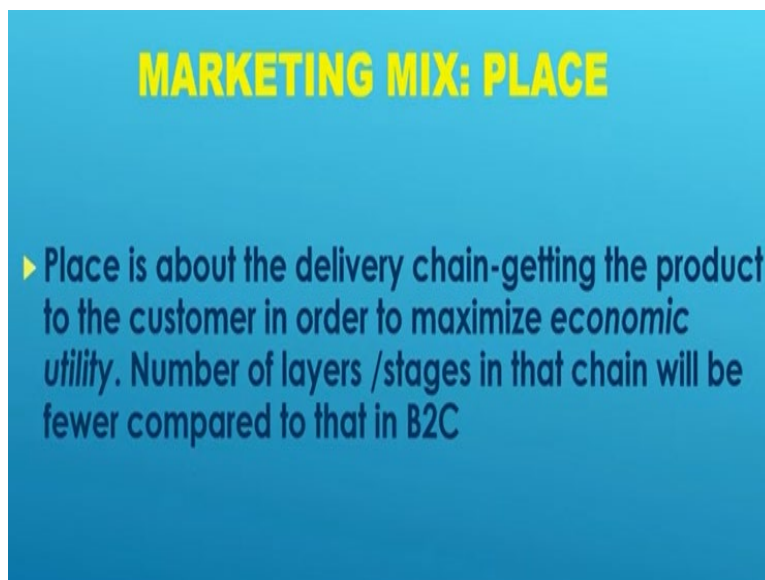 MARKETING MIX: PLACE
Place is about the delivery chain-getting the product
to the customer in order to maximize economic
utility. Number of layers /stages in that chain will be
fewer compared to that in B2C